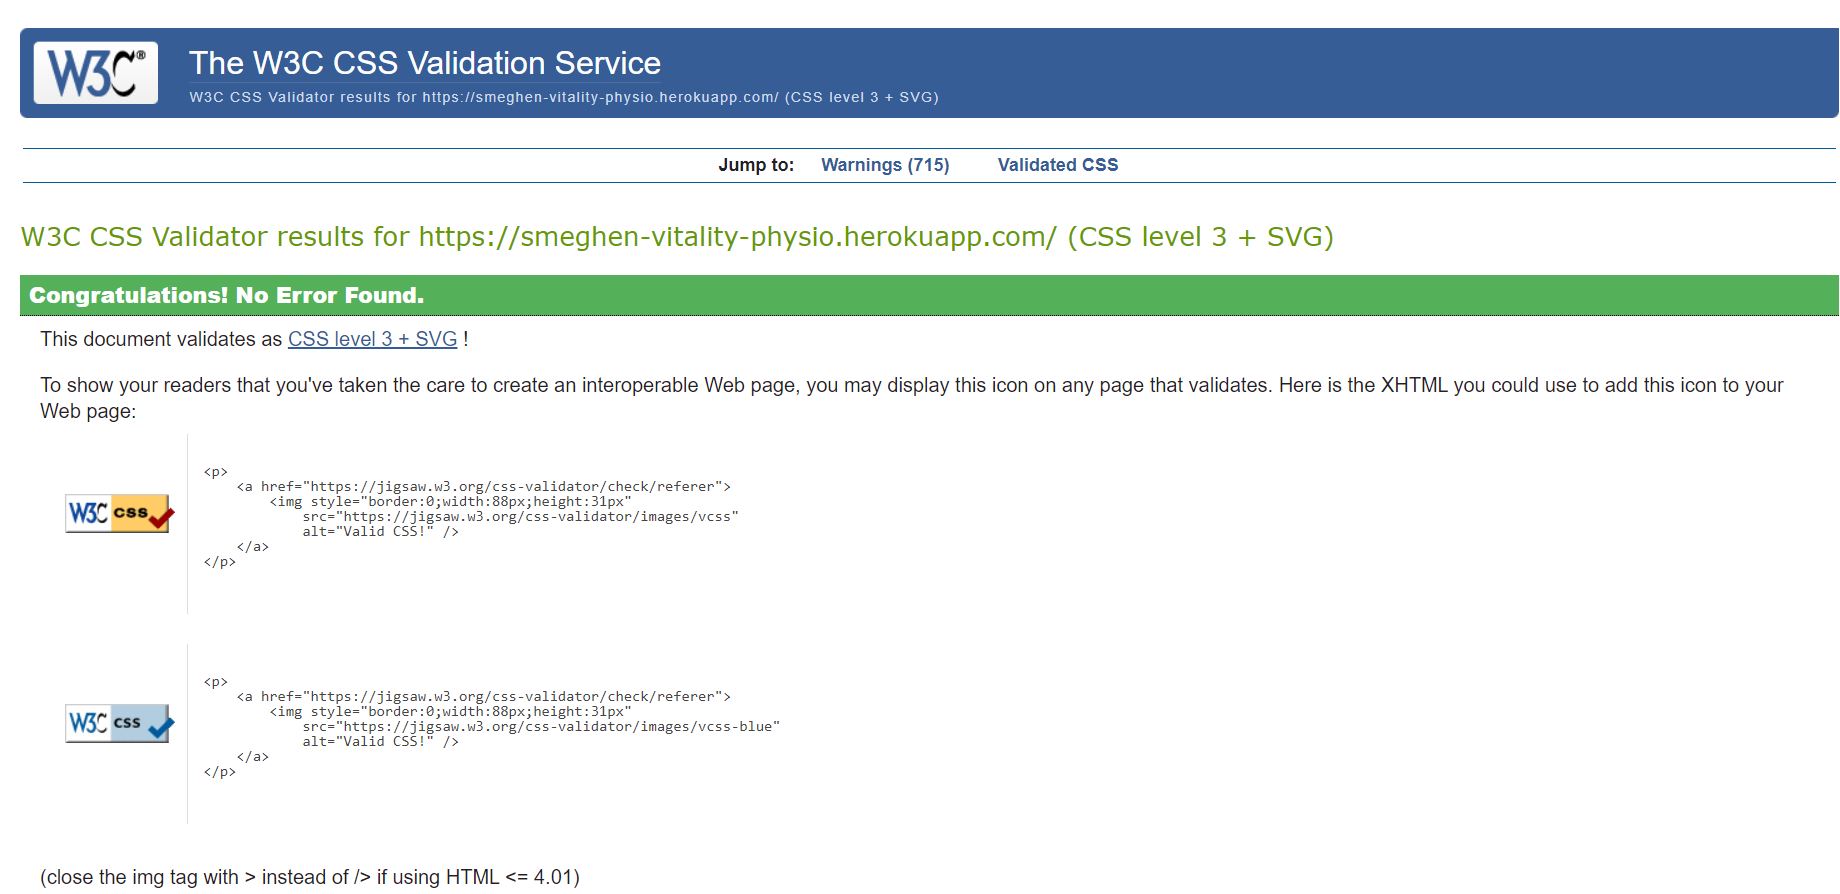 W3C®
The W3C CSS Validation Service
W3C CSS Validator results for https://smeghen-vitality-physio.herokuapp.com/ (CSS level 3 + SVG)
Jump to: Warnings (715) Validated CSS
W3C CSS Validator results for https://smeghen-vitality-physio.herokuapp.com/ (CSS level 3 + SVG)
Congratulations! No Error Found.
This document validates as CSS level 3 + SVG !
To show your readers that you've taken the care to create an interoperable Web page, you may display this icon on any page that validates. Here is the XHTML you could use to add this icon to your
Web page:
W3C css
<p>
    <a href="https://jigsaw.w3.org/css-validator/check/referer">
        <img style="border:0;width:88px;height:31px"
            src="https://jigsaw.w3.org/css-validator/images/vcss"
            alt="Valid CSS!" />
    </a>
</p>
W3C css
<p>
    <a href="https://jigsaw.w3.org/css-validator/check/referer">
        <img style="border:0;width:88px;height:31px"
            src="https://jigsaw.w3.org/css-validator/images/vcss-blue"
            alt="Valid CSS!" />
    </a>
</p>
(close the img tag with > instead of /> if using HTML <= 4.01)